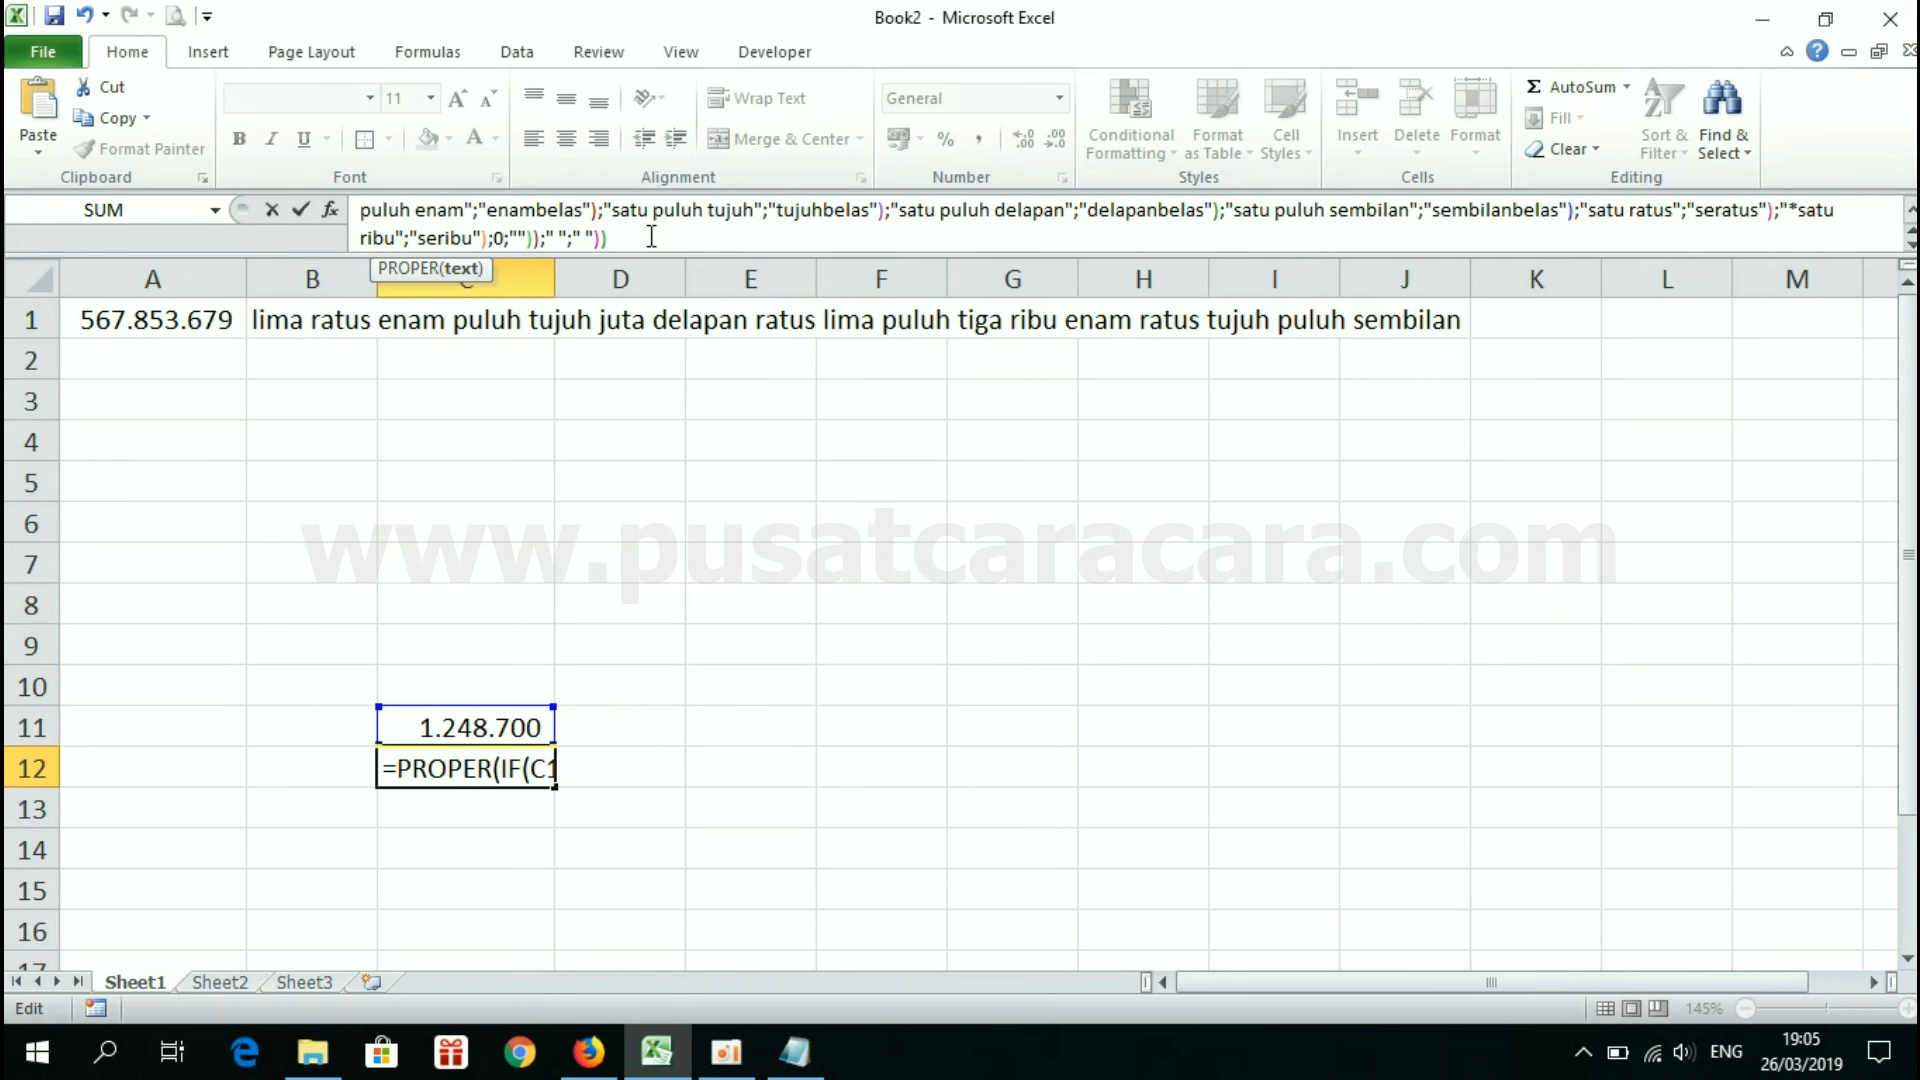 Book2 - Microsoft Excel
File Home Insert Page Layout Formulas Data Review View Developer
Paste
Cut
Copy
Format Painter
Clipboard
11
B I U
Font
Wrap Text
Merge & Center
Alignment
General
Number
Conditional Formatting
Format as Table
Cell Styles
Styles
Insert
Delete
Format
Cells
AutoSum
Fill
Clear
Sort & Filter
Find & Select
Editing
SUM
puluh enam";"enambelas");"satu puluh tujuh";"tujuhbelas");"satu puluh delapan";"delapanbelas");"satu puluh sembilan";"sembilanbelas");"satu ratus";"seratus");"*satu
ribu";"seribu");0;""));" ";" "))
PROPER(text)
A B C D E F G H I J K L M
1 567.853.679 lima ratus enam puluh tujuh juta delapan ratus lima puluh tiga ribu enam ratus tujuh puluh sembilan
2
3
4
5
6
7
www.pusatcaracara.com
8
9
10
11 1.248.700
12 =PROPER(IF(C1
13
14
15
16
17
Sheet1 Sheet2 Sheet3
Edit
145%
ENG
19:05
26/03/2019